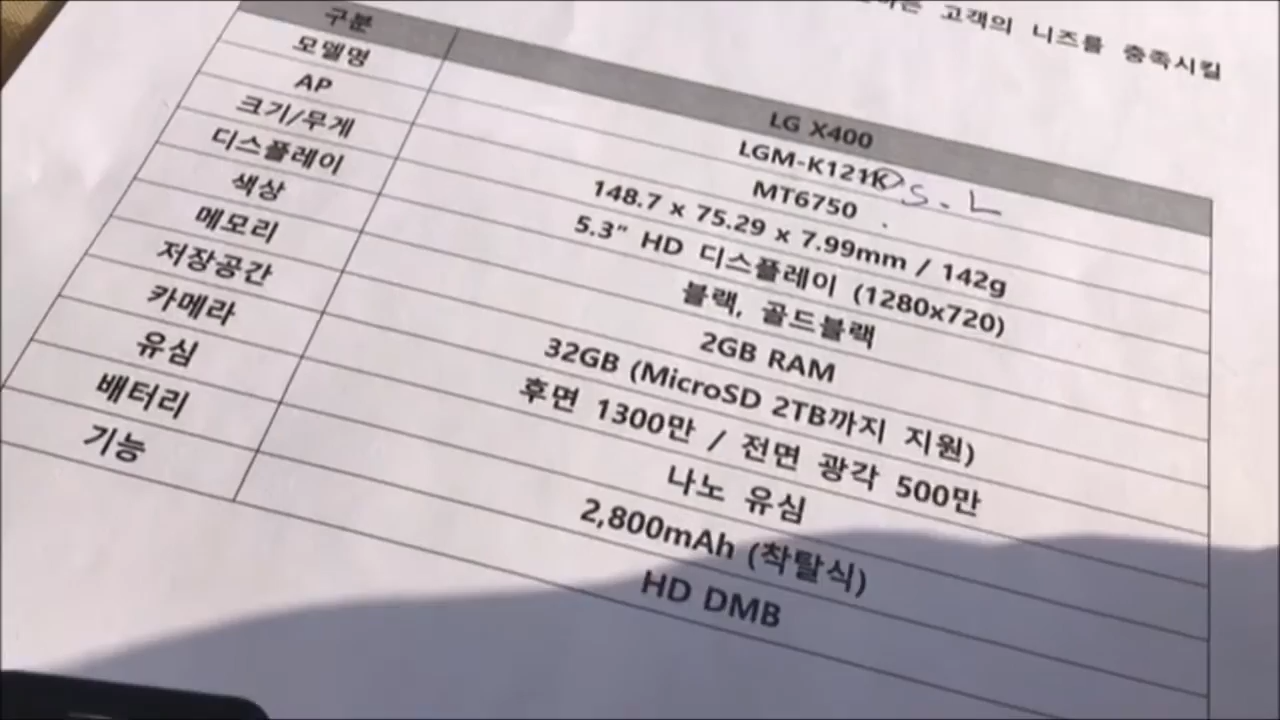 고객의 니즈를 충족시킬
구분 LG X400
모델명 LGM-K121K S.L
AP MT6750
크기/무게 148.7 x 75.29 x 7.99mm / 142g
디스플레이 5.3" HD 디스플레이 (1280x720)
색상 블랙, 골드블랙
메모리 2GB RAM
저장공간 32GB (MicroSD 2TB까지 지원)
카메라 후면 1300만 / 전면 광각 500만
유심 나노 유심
배터리 2,800mAh (착탈식)
기능 HD DMB